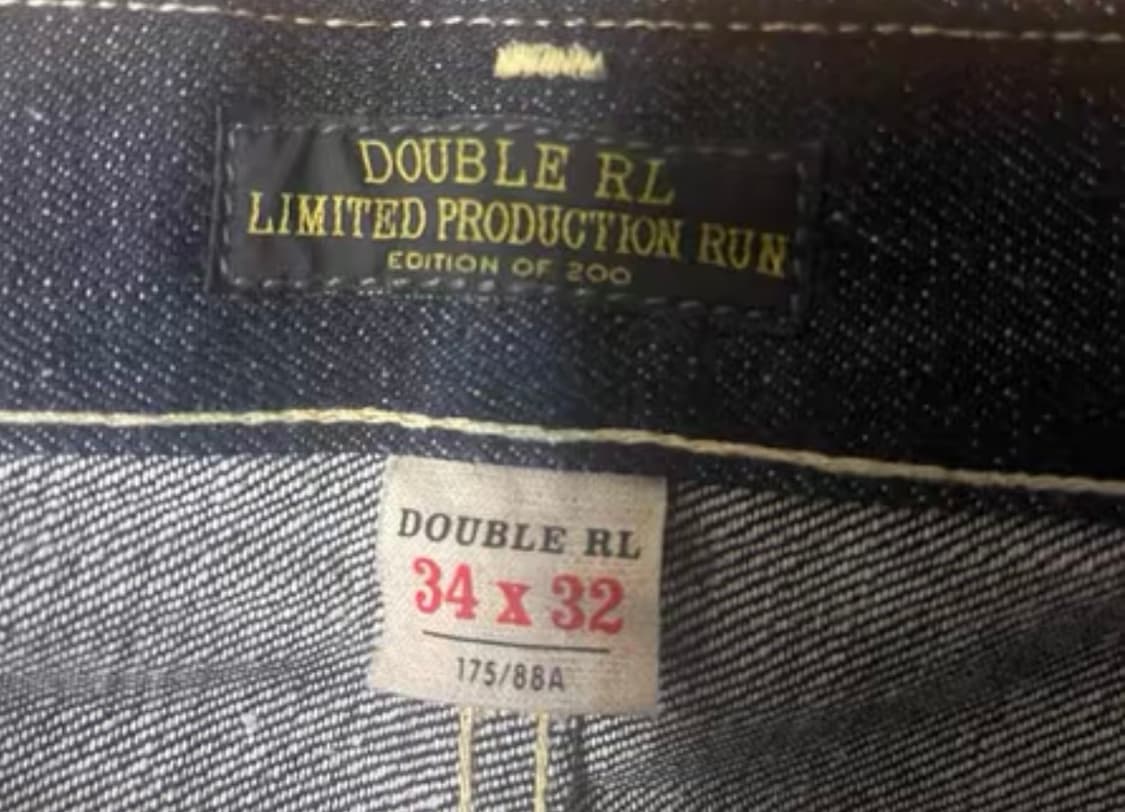 DOUBLE RL
LIMITED PRODUCTION RUN
EDITION OF 200
DOUBLE RL
34 x 32
175/88A